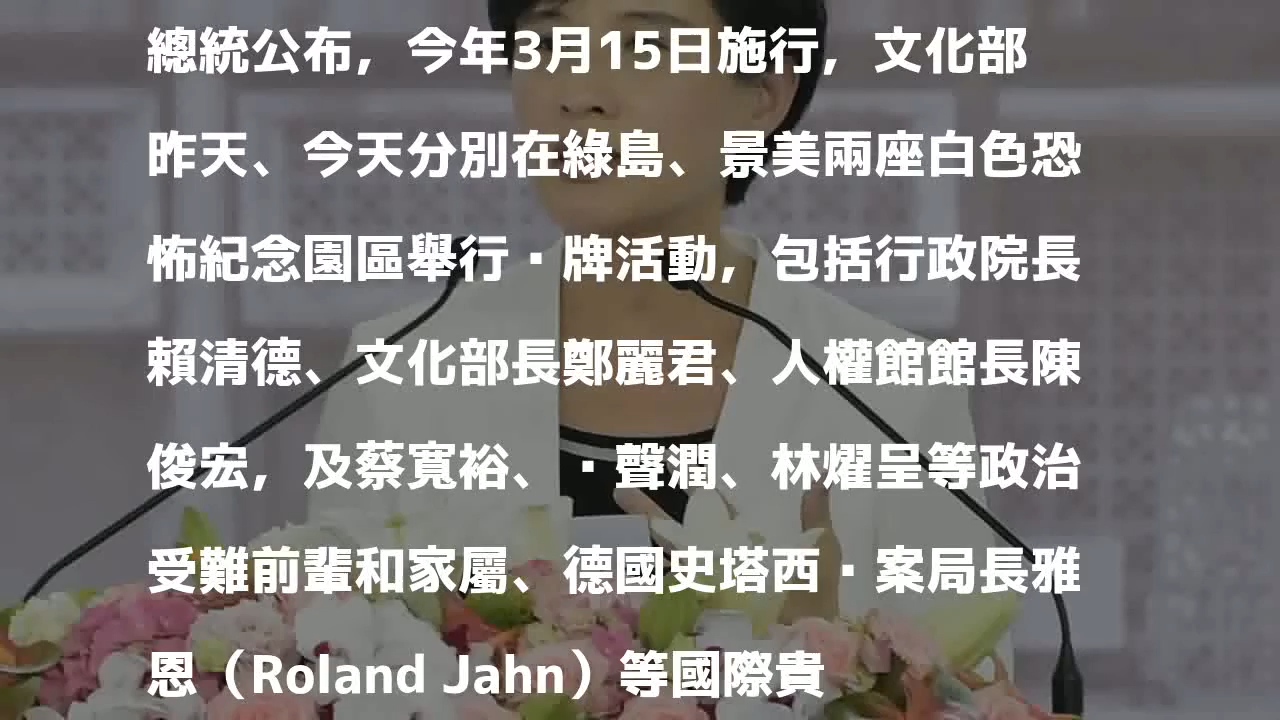 總統公布，今年3月15日施行，文化部
昨天、今天分別在綠島、景美兩座白色恐
怖紀念園區舉行▪牌活動，包括行政院長
賴清德、文化部長鄭麗君、人權館館長陳
俊宏，及蔡寬裕、▪聲潤、林燿呈等政治
受難前輩和家屬、德國史塔西▪案局長雅
恩（Roland Jahn）等國際貴